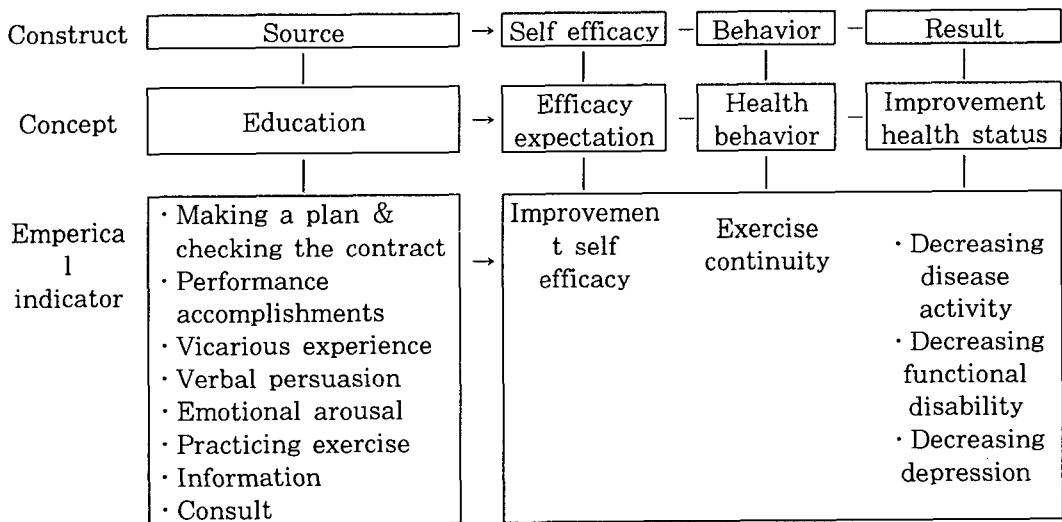 Construct Source → Self efficacy – Behavior – Result
Concept Education → Efficacy expectation – Health behavior – Improvement health status
Emperica
l
indicator
· Making a plan &
checking the contract
· Performance
accomplishments
· Vicarious experience
· Verbal persuasion
· Emotional arousal
· Practicing exercise
· Information
· Consult
→
Improvemen
t self
efficacy
Exercise
continuity
· Decreasing
disease
activity
· Decreasing
functional
disability
· Decreasing
depression